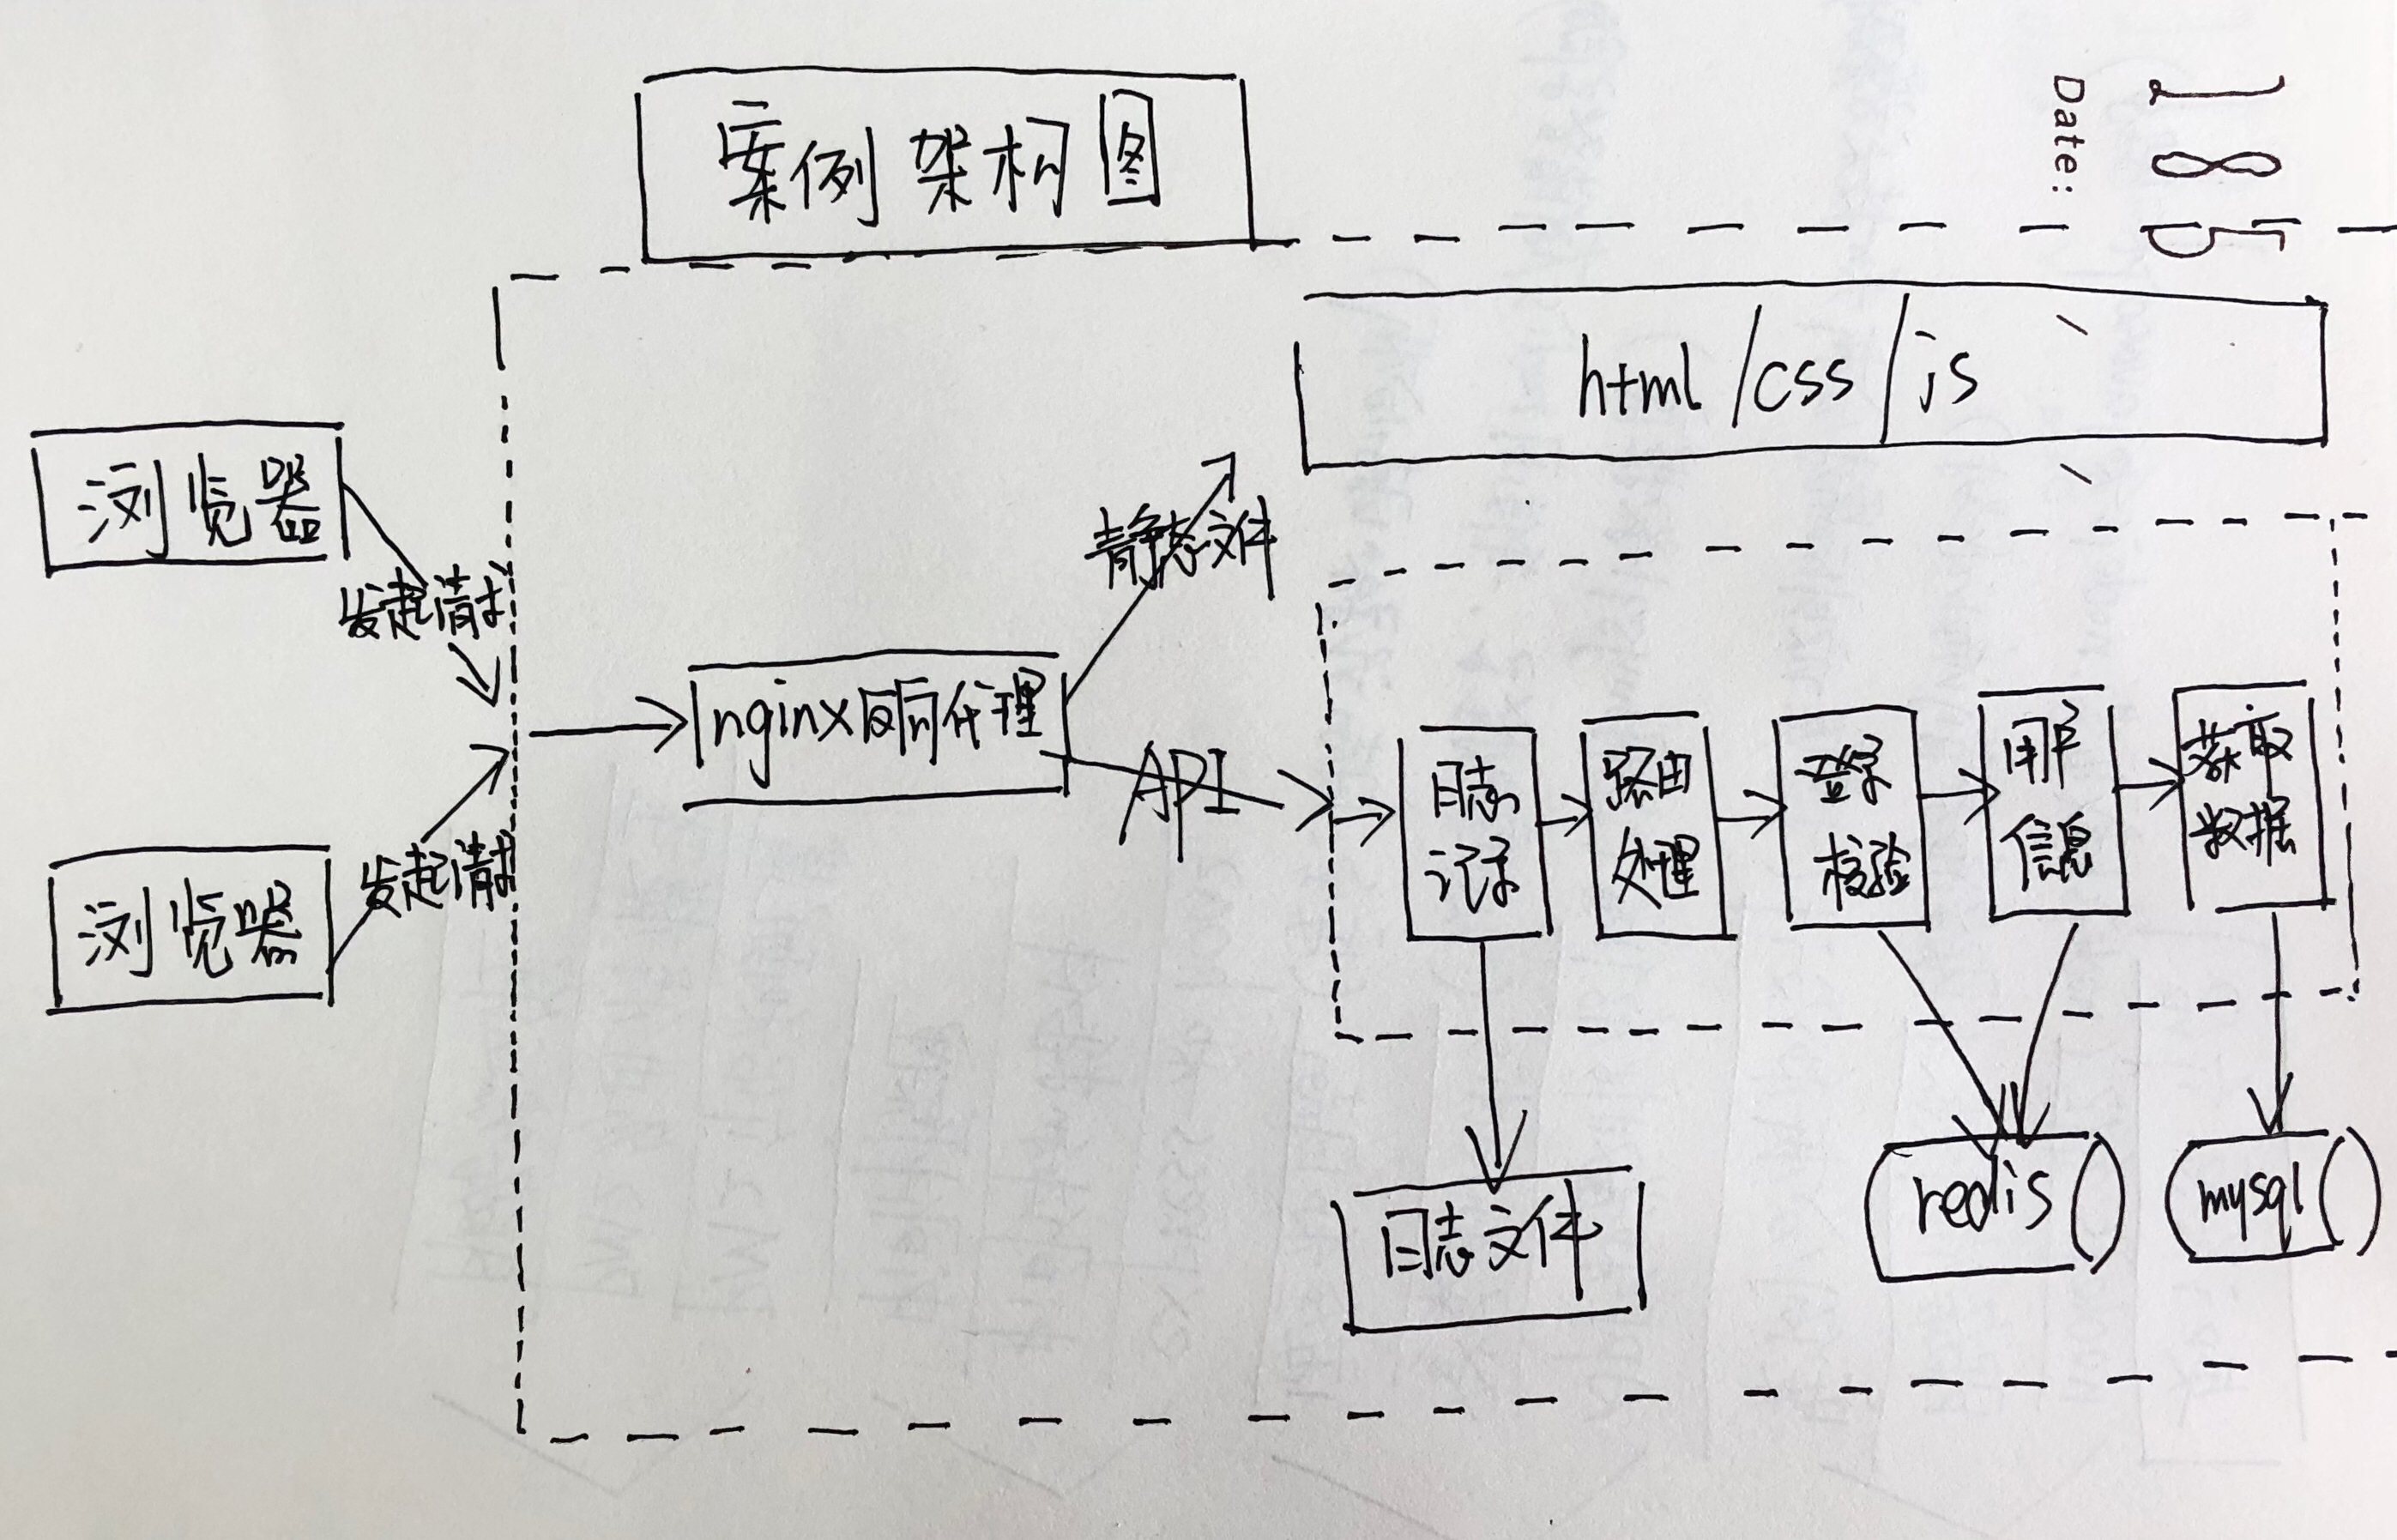 案例架构图
Date:
185
html/css/js
浏览器
发起请求
静态文件
nginx反向代理
API
日志
记录
路由
处理
登录
校验
用户
信息
获取
数据
发起请求
浏览器
日志文件
redis
mysql